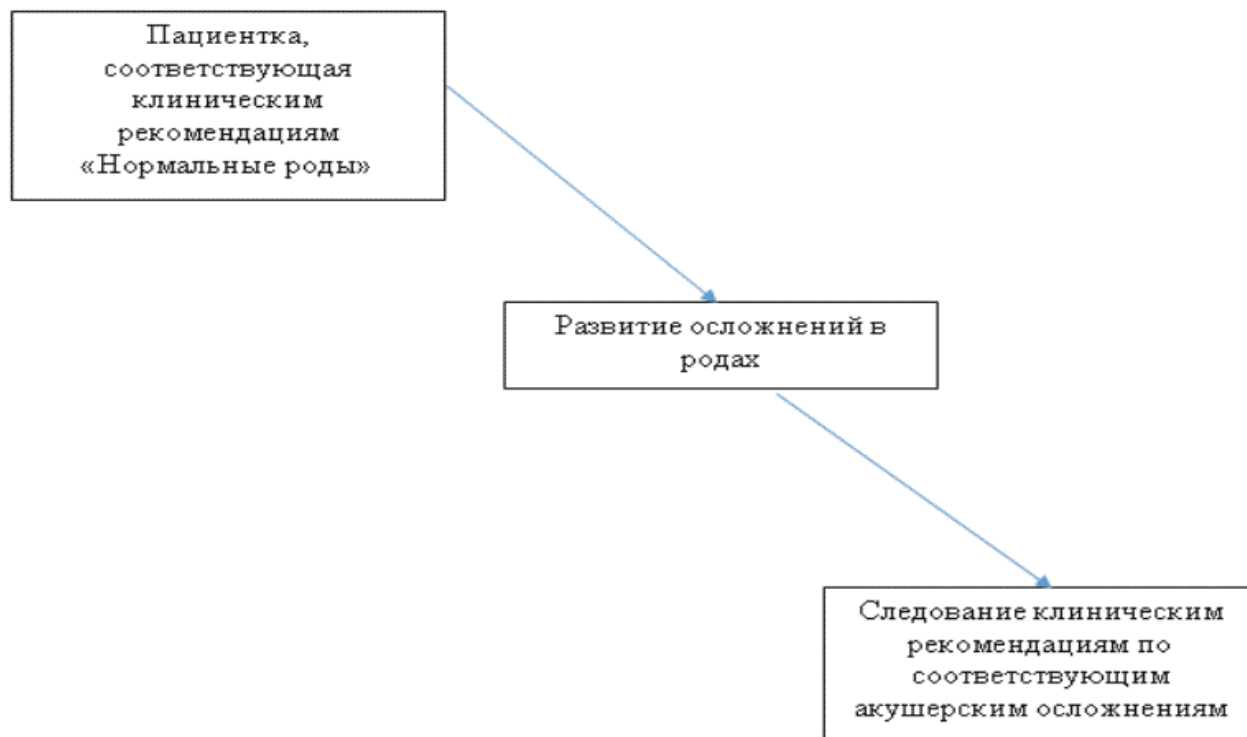 Пациентка,
соответствующая
клиническим
рекомендациям
«Нормальные роды»
Развитие осложнений в
родах
Следование клиническим
рекомендациям по
соответствующим
акушерским осложнениям